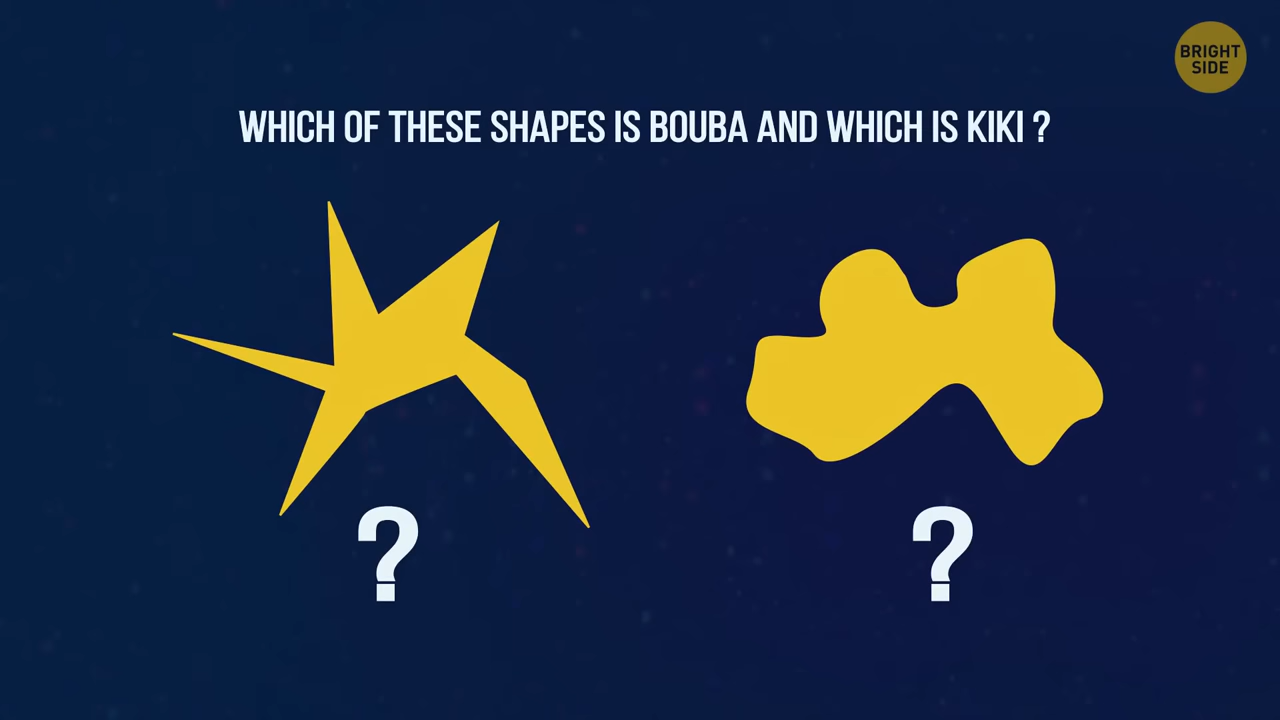 BRIGHT
SIDE
WHICH OF THESE SHAPES IS BOUBA AND WHICH IS KIKI ?
? ?